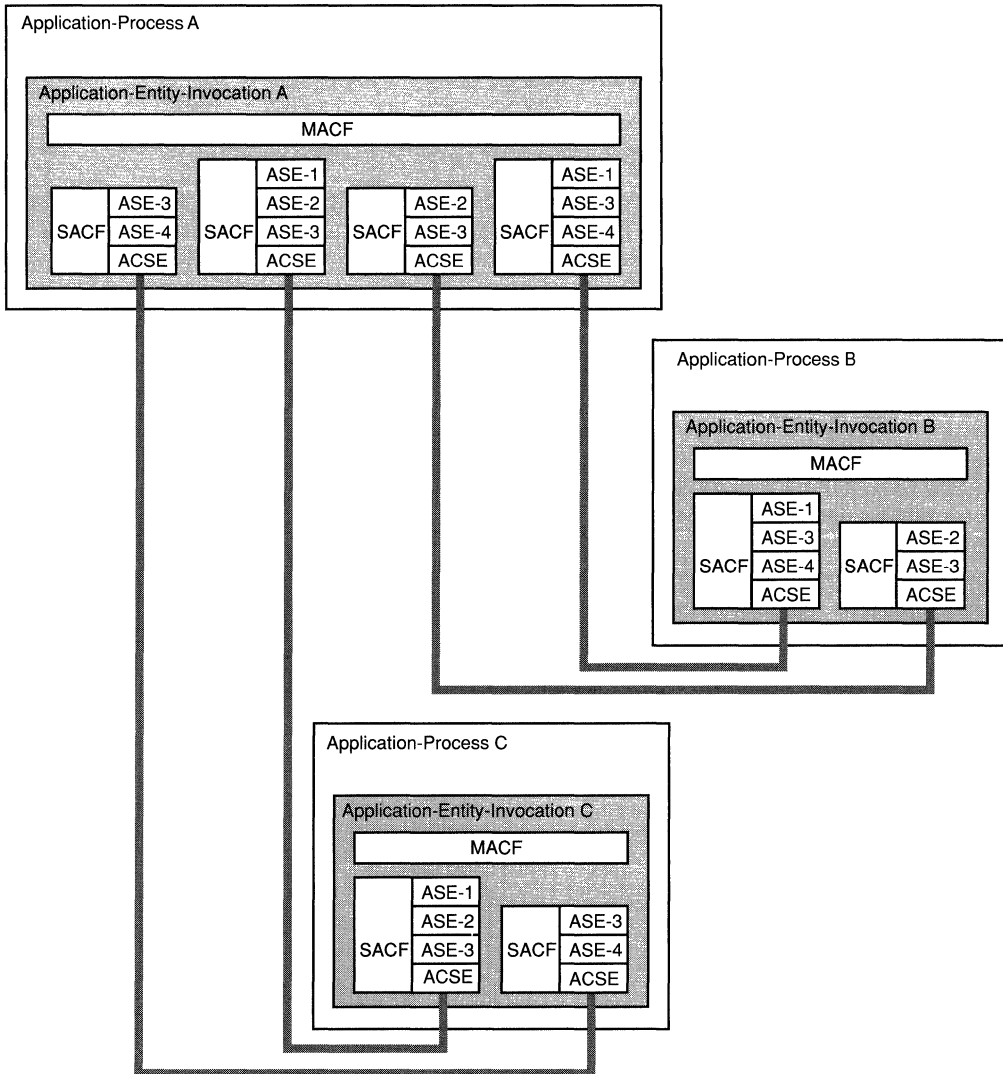 Application-Process A
Application-Entity-Invocation A
MACF
SACF
ASE-3
ASE-4
ACSE
SACF
ASE-1
ASE-2
ASE-3
ACSE
SACF
ASE-2
ASE-3
ACSE
SACF
ASE-1
ASE-3
ASE-4
ACSE
Application-Process B
Application-Entity-Invocation B
MACF
SACF
ASE-1
ASE-3
ASE-4
ACSE
SACF
ASE-2
ASE-3
ACSE
Application-Process C
Application-Entity-Invocation C
MACF
SACF
ASE-1
ASE-2
ASE-3
ACSE
SACF
ASE-3
ASE-4
ACSE